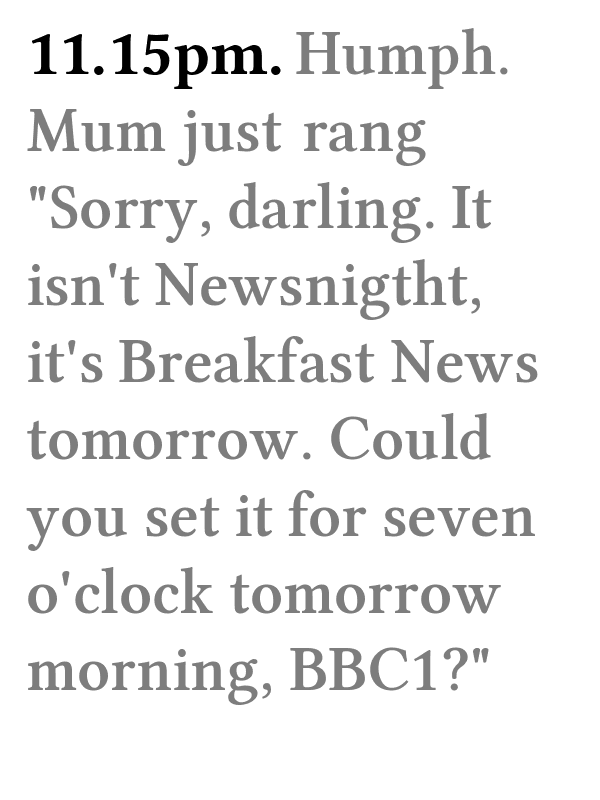 11.15pm. Humph.
Mum just rang
"Sorry, darling. It
isn't Newsnigtht,
it's Breakfast News
tomorrow. Could
you set it for seven
o'clock tomorrow
morning, BBC1?"